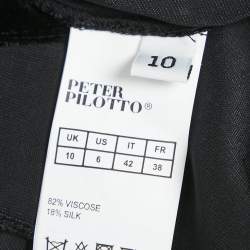 10
PETER
PILOTTO®
UK US IT FR
10 6 42 38
82% VISCOSE
18% SILK